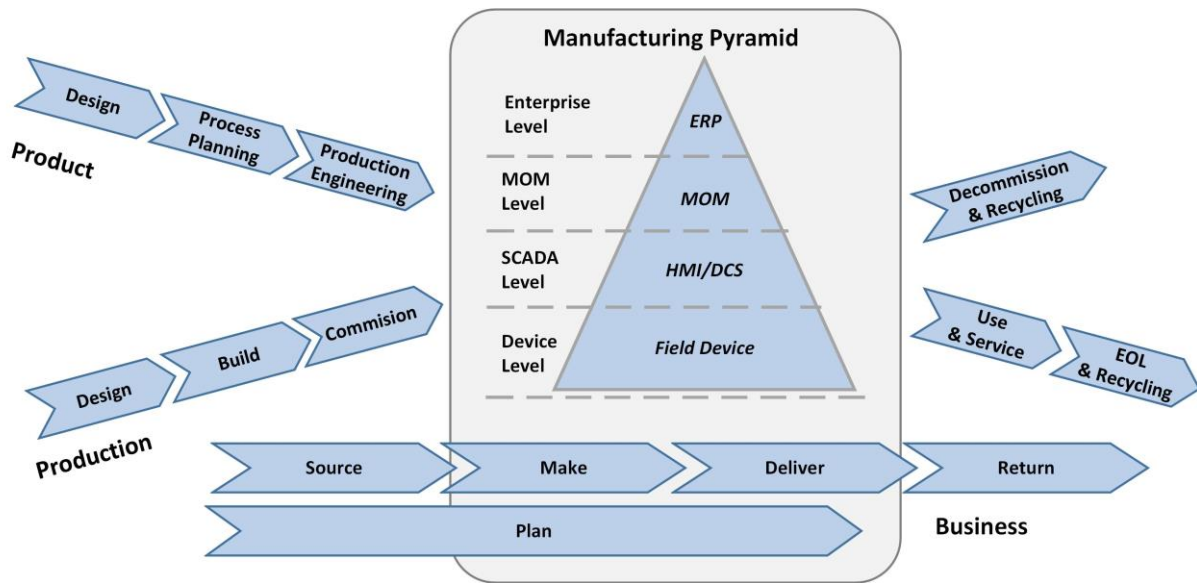 Manufacturing Pyramid
Design
Process
Planning
Production
Engineering
Product
Enterprise
Level
ERP
MOM
Level
MOM
SCADA
Level
HMI/DCS
Device
Level
Field Device
Decommission
& Recycling
Design
Build
Commision
Production
Use
& Service
EOL
& Recycling
Source
Make
Deliver
Return
Plan
Business